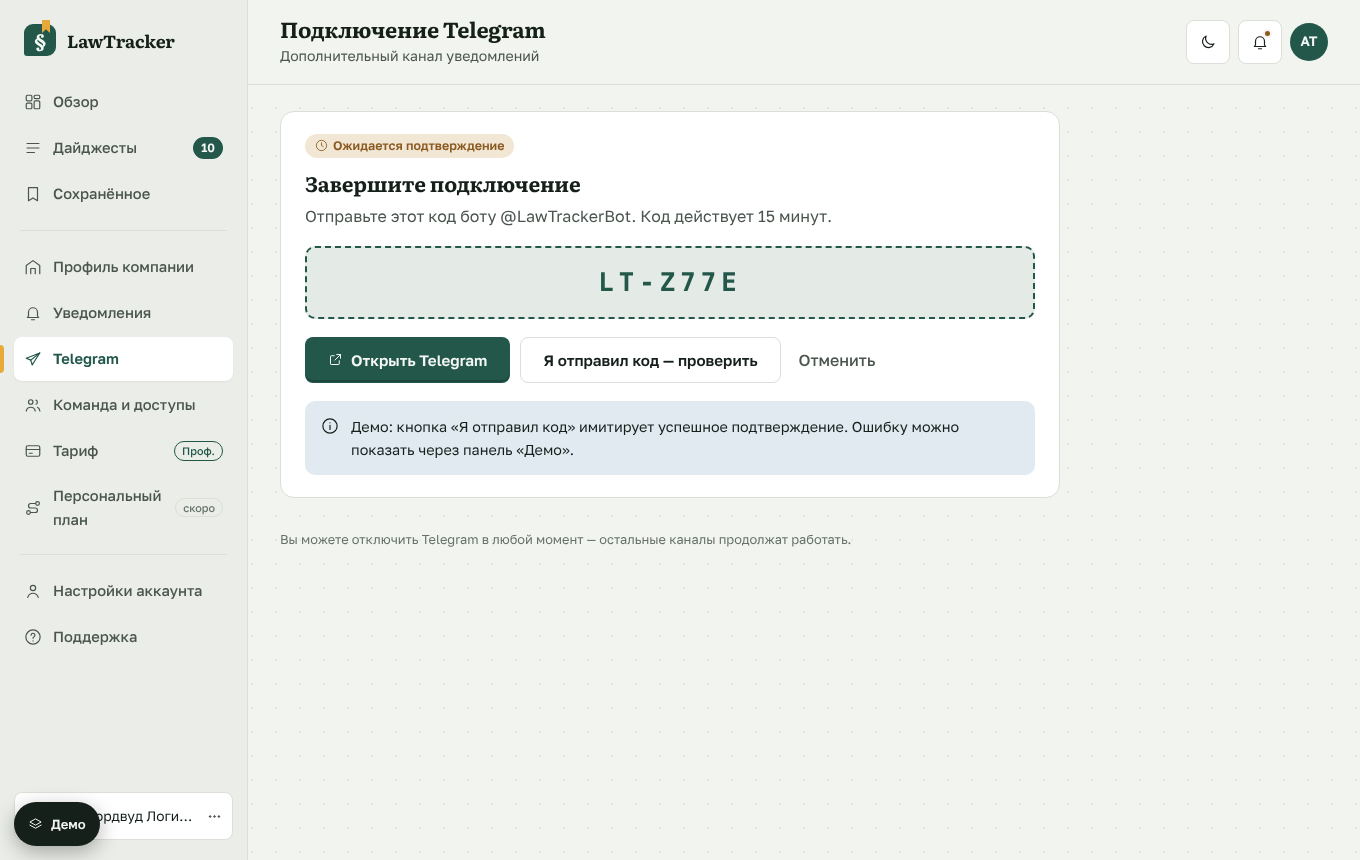 § LawTracker
Подключение Telegram
Дополнительный канал уведомлений
АТ
Обзор
Дайджесты 10
Сохранённое
Профиль компании
Уведомления
Telegram
Команда и доступы
Тариф Проф.
Персональный
план
скоро
Настройки аккаунта
Поддержка
Демо
Ожидается подтверждение
Завершите подключение
Отправьте этот код боту @LawTrackerBot. Код действует 15 минут.
LT-Z77E
Открыть Telegram
Я отправил код — проверить
Отменить
Демо: кнопка «Я отправил код» имитирует успешное подтверждение. Ошибку можно
показать через панель «Демо».
Вы можете отключить Telegram в любой момент — остальные каналы продолжат работать.